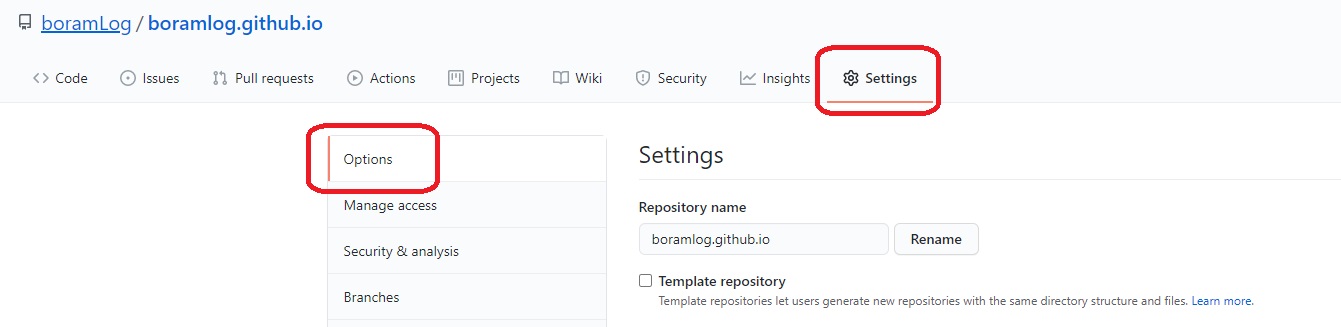 boramLog / boramlog.github.io
Code Issues Pull requests Actions Projects Wiki Security Insights Settings
Options
Manage access
Security & analysis
Branches
Settings
Repository name
boramlog.github.io Rename
Template repository
Template repositories let users generate new repositories with the same directory structure and files. Learn more.